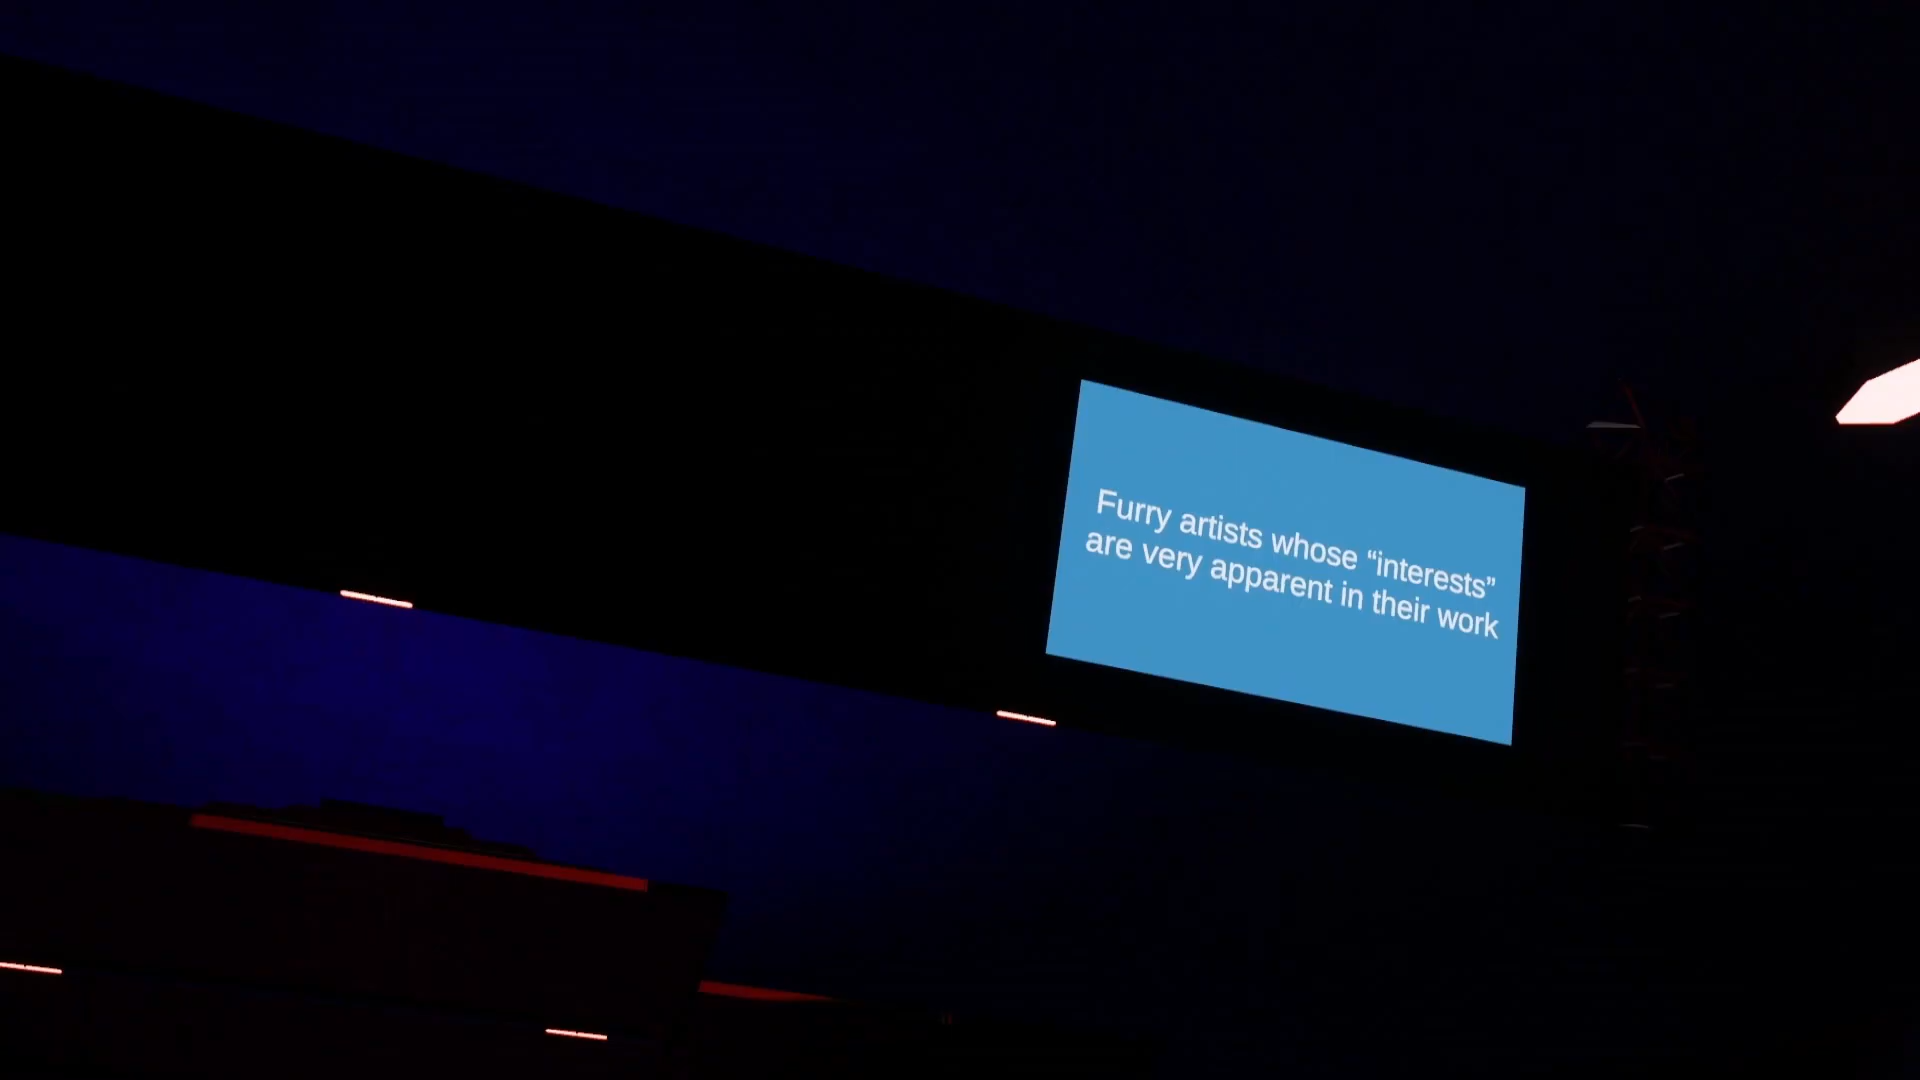 Furry artists whose “interests”
are very apparent in their work